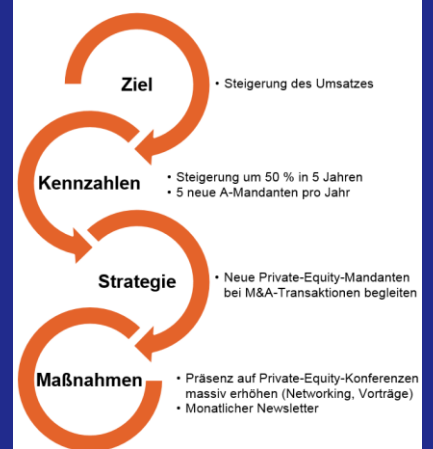 Ziel
• Steigerung des Umsatzes
Kennzahlen
• Steigerung um 50 % in 5 Jahren
• 5 neue A-Mandanten pro Jahr
Strategie
• Neue Private-Equity-Mandanten
bei M&A-Transaktionen begleiten
Maßnahmen
• Präsenz auf Private-Equity-Konferenzen
massiv erhöhen (Networking, Vorträge)
• Monatlicher Newsletter